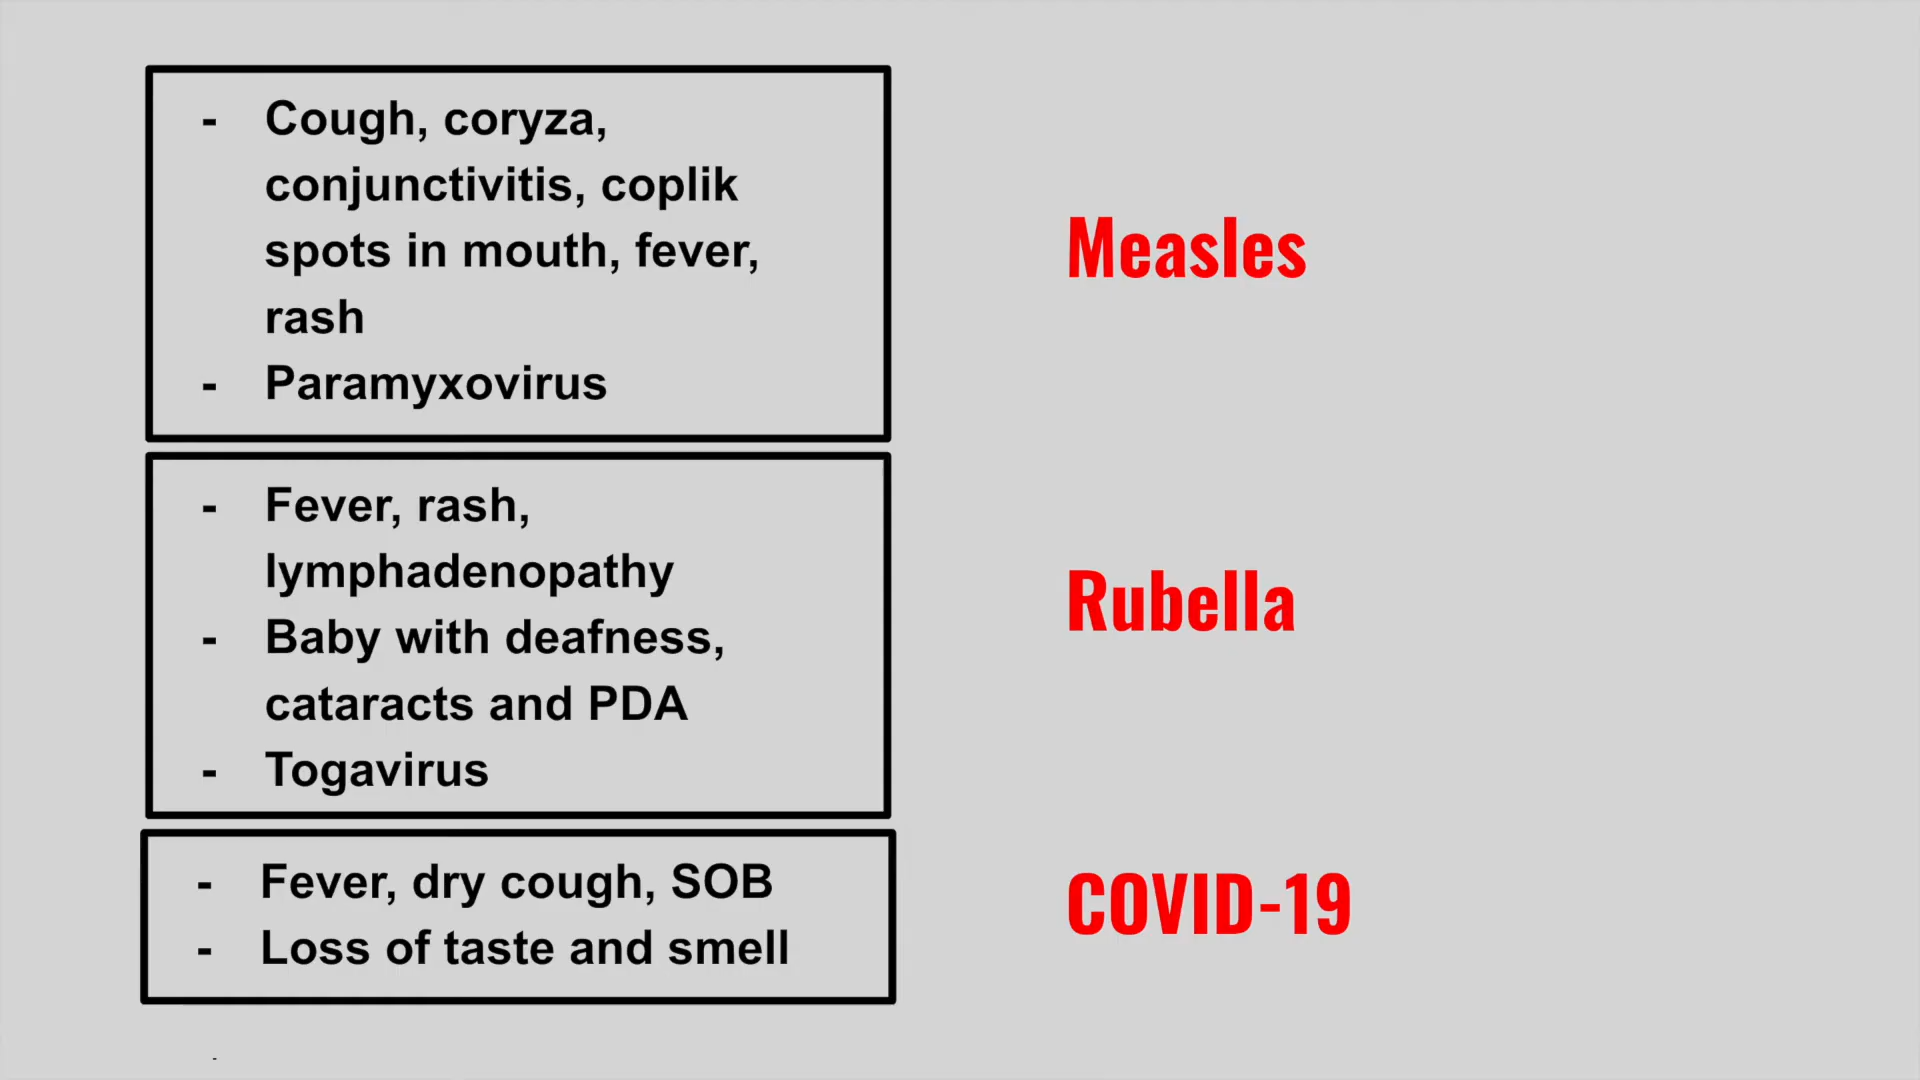 - Cough, coryza,
conjunctivitis, coplik
spots in mouth, fever,
rash
- Paramyxovirus
Measles
- Fever, rash,
lymphadenopathy
- Baby with deafness,
cataracts and PDA
- Togavirus
Rubella
- Fever, dry cough, SOB
- Loss of taste and smell
COVID-19
-